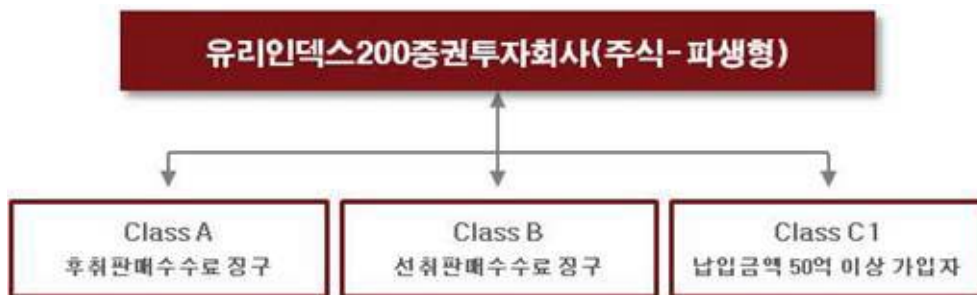 유리인덱스200증권투자회사(주식-파생형)
Class A
후취판매수수료 징구
Class B
선취판매수수료 징구
Class C1
납입금액 50억 이상 가입자